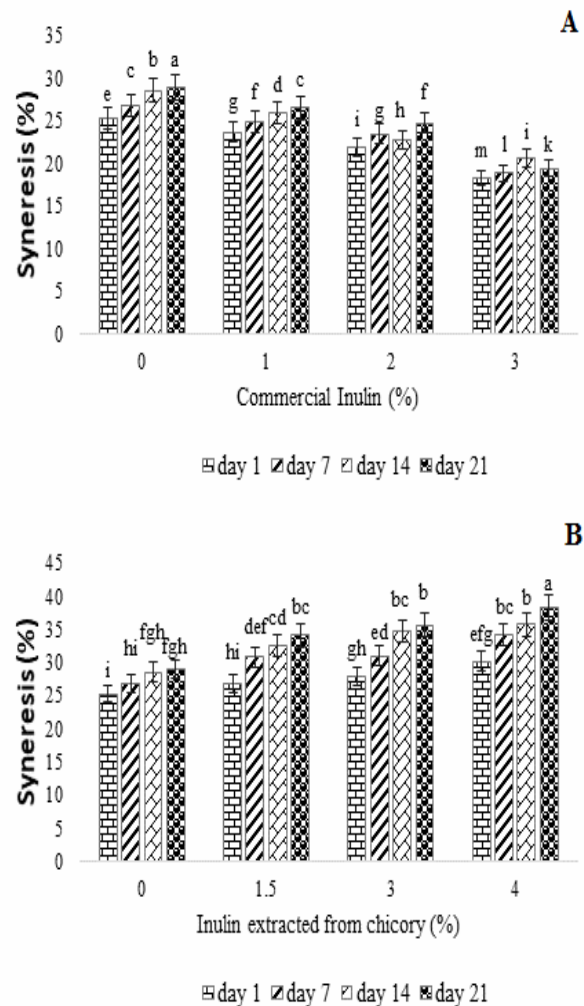 A
35
30
25
20
15
10
5
0
Syneresis (%)
e c b a
g f d c
i g h f
m l i k
0 1 2 3
Commercial Inulin (%)
day 1 day 7 day 14 day 21
B
45
40
35
30
25
20
15
10
5
0
Syneresis (%)
i hi fgh fgh
hi def cd bc
gh ed bc b
efg bc b a
0 1.5 3 4
Inulin extracted from chicory (%)
day 1 day 7 day 14 day 21